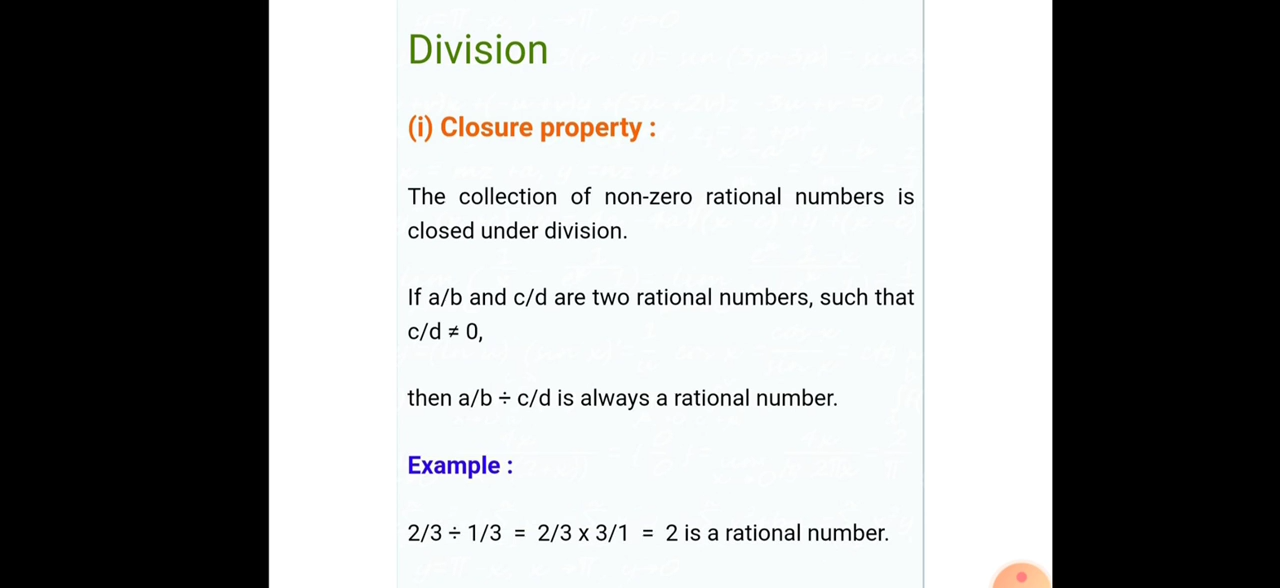 Division
(i) Closure property :
The collection of non-zero rational numbers is
closed under division.
If a/b and c/d are two rational numbers, such that
c/d ≠ 0,
then a/b ÷ c/d is always a rational number.
Example :
2/3 ÷ 1/3 = 2/3 x 3/1 = 2 is a rational number.